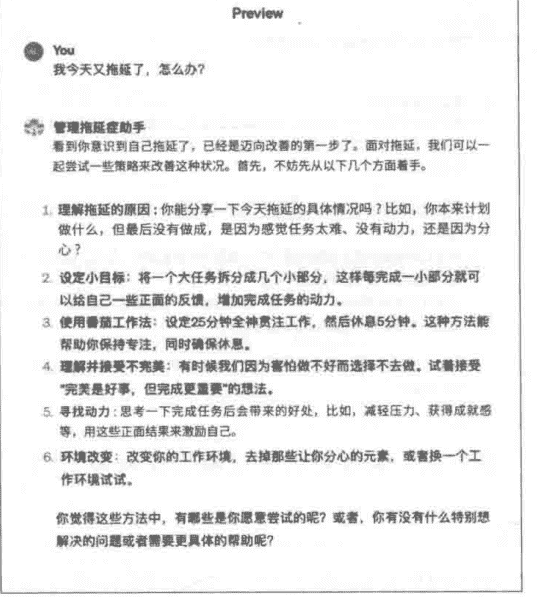 Preview
You
我今天又拖延了，怎么办？
管理拖延症助手
看到你意识到自己拖延了，已经是迈向改善的第一步了。面对拖延，我们可以一
起尝试一些策略来改善这种状况。首先，不妨先从以下几个方面着手。
1. 理解拖延的原因：你能分享一下今天拖延的具体情况吗？比如，你本来计划
做什么，但最后没有做成，是因为感觉任务太难、没有动力，还是因为分
心？
2. 设定小目标：将一个大任务拆分成几个小部分，这样每完成一小部分就可
以给自己一些正面的反馈，增加完成任务的动力。
3. 使用番茄工作法：设定25分钟全神贯注工作，然后休息5分钟。这种方法能
帮助你保持专注，同时确保休息。
4. 理解并接受不完美：有时候我们因为害怕做不好而选择不去做。试着接受
“完美是好事，但完成更重要”的想法。
5. 寻找动力：思考一下完成任务后会带来的好处，比如，减轻压力、获得成就感
等，用这些正面结果来激励自己。
6. 环境改变：改变你的工作环境，去掉那些让你分心的元素，或者换一个工
作环境试试。
你觉得这些方法中，有哪些是你愿意尝试的呢？或者，你有没有什么特别想
解决的问题或者需要更具体的帮助呢？